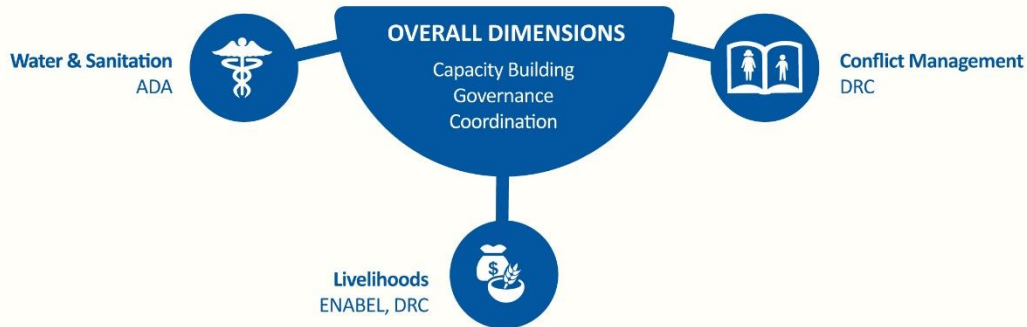 OVERALL DIMENSIONS
Capacity Building
Governance
Coordination
Water & Sanitation
ADA
Conflict Management
DRC
$
Livelihoods
ENABEL, DRC